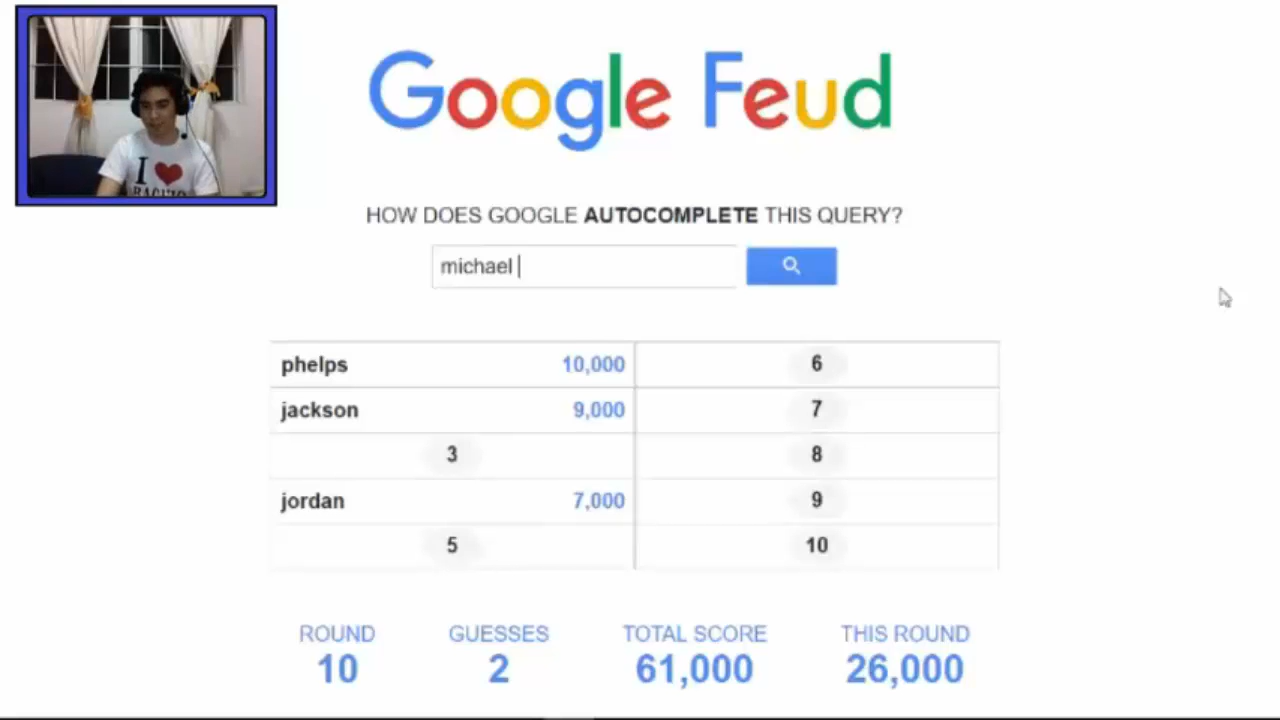 Google Feud
I
HOW DOES GOOGLE AUTOCOMPLETE THIS QUERY?
michael
phelps 10,000 6
jackson 9,000 7
3 8
jordan 7,000 9
5 10
ROUND GUESSES TOTAL SCORE THIS ROUND
10 2 61,000 26,000